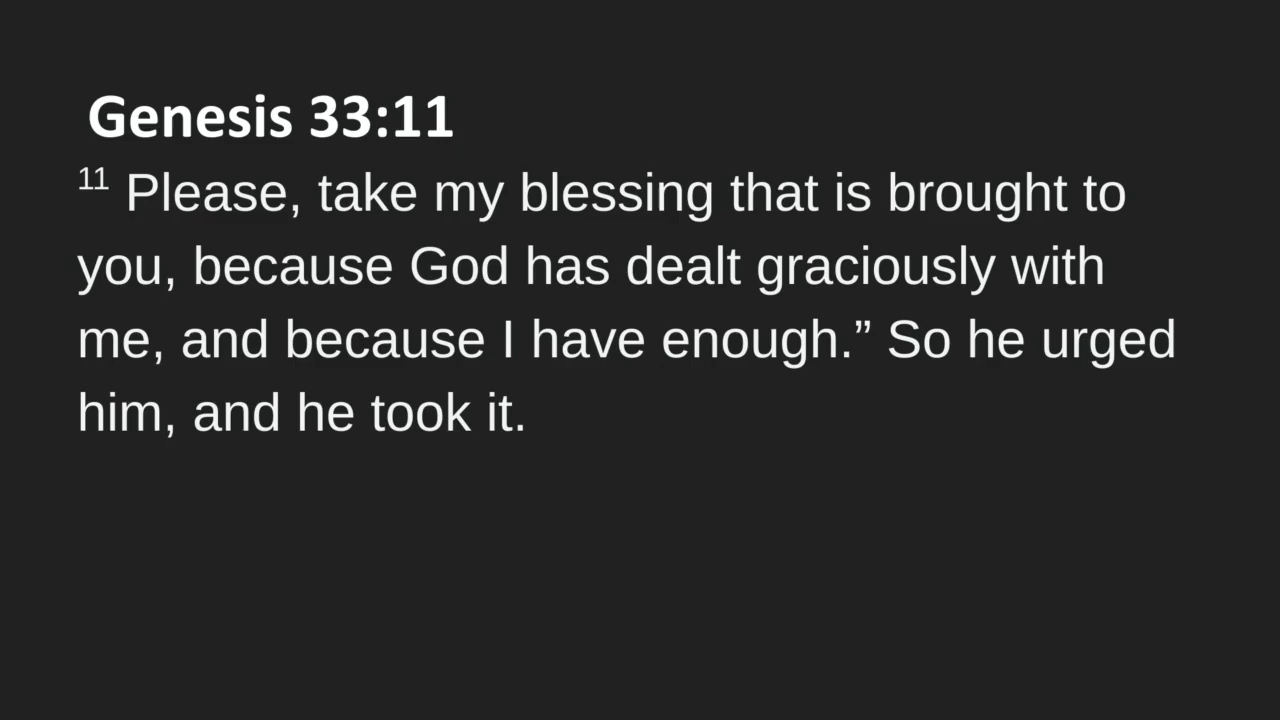 Genesis 33:11
11 Please, take my blessing that is brought to
you, because God has dealt graciously with
me, and because I have enough.” So he urged
him, and he took it.